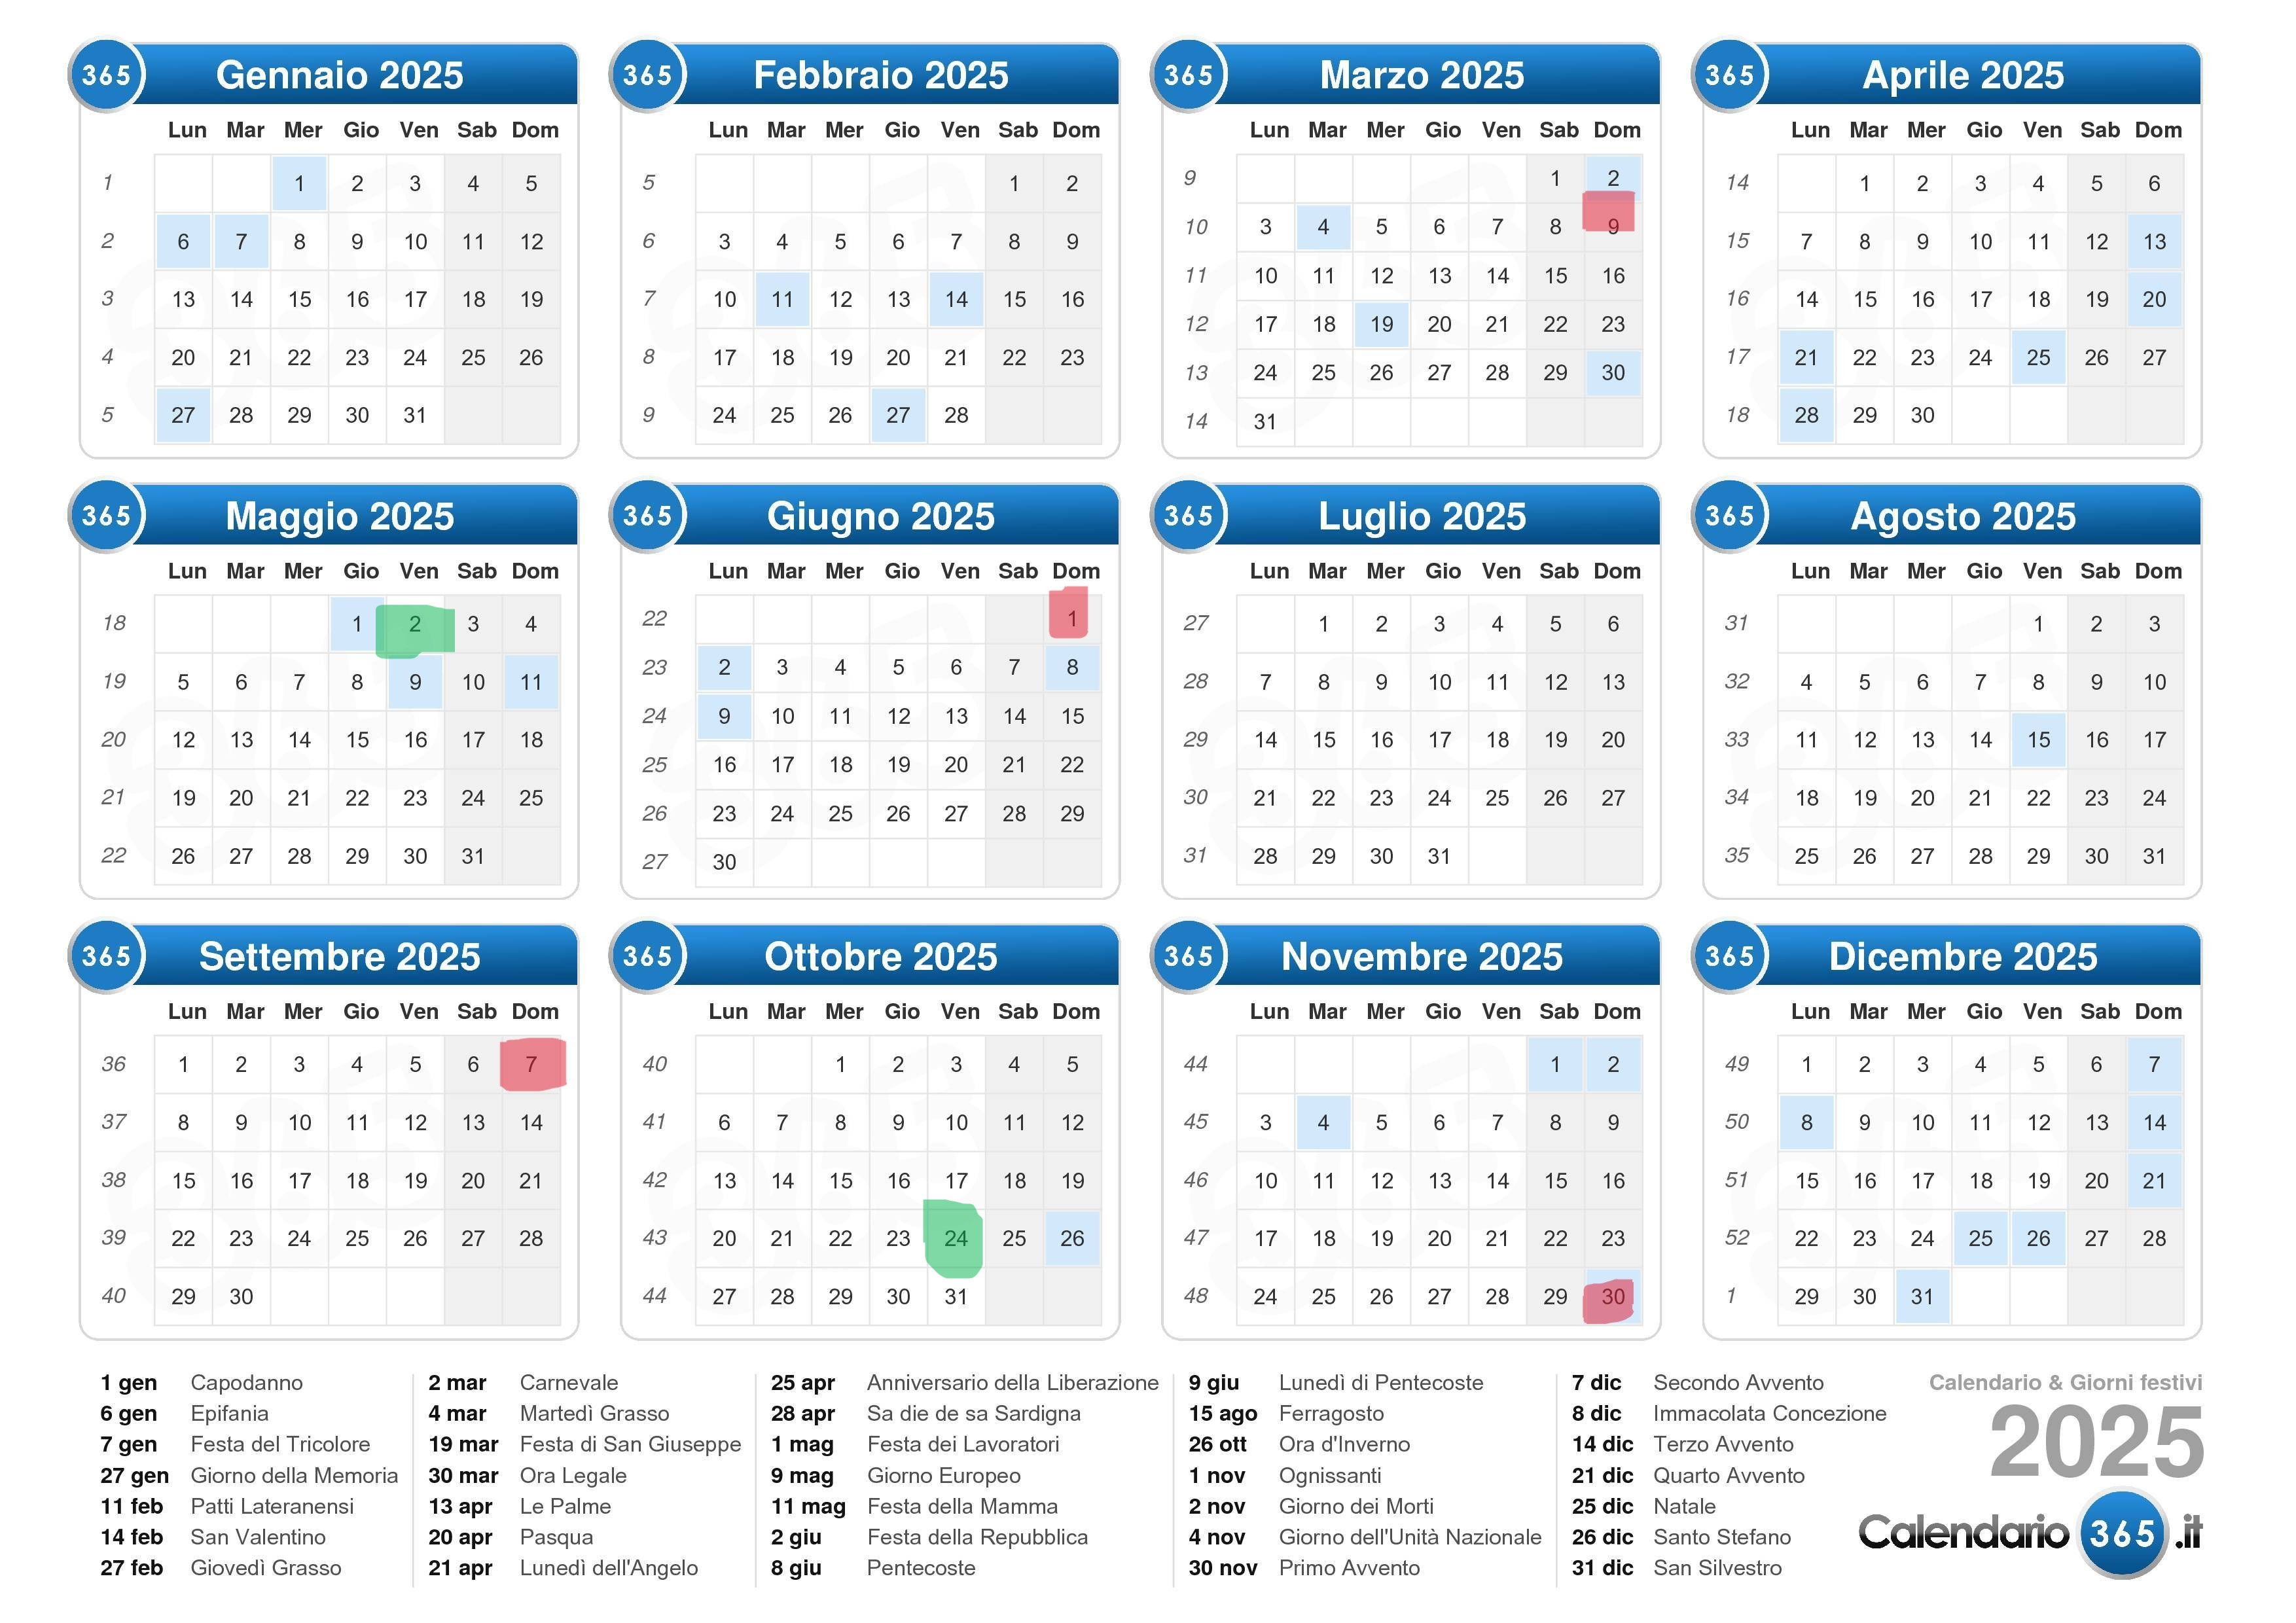 365 Gennaio 2025
Lun Mar Mer Gio Ven Sab Dom
1 1 2 3 4 5
2 6 7 8 9 10 11 12
3 13 14 15 16 17 18 19
4 20 21 22 23 24 25 26
5 27 28 29 30 31
365 Febbraio 2025
Lun Mar Mer Gio Ven Sab Dom
5 1 2
6 3 4 5 6 7 8 9
7 10 11 12 13 14 15 16
8 17 18 19 20 21 22 23
9 24 25 26 27 28
365 Marzo 2025
Lun Mar Mer Gio Ven Sab Dom
9 1 2
10 3 4 5 6 7 8 9
11 10 11 12 13 14 15 16
12 17 18 19 20 21 22 23
13 24 25 26 27 28 29 30
14 31
365 Aprile 2025
Lun Mar Mer Gio Ven Sab Dom
14 1 2 3 4 5 6
15 7 8 9 10 11 12 13
16 14 15 16 17 18 19 20
17 21 22 23 24 25 26 27
18 28 29 30
365 Maggio 2025
Lun Mar Mer Gio Ven Sab Dom
18 1 2 3 4
19 5 6 7 8 9 10 11
20 12 13 14 15 16 17 18
21 19 20 21 22 23 24 25
22 26 27 28 29 30 31
365 Giugno 2025
Lun Mar Mer Gio Ven Sab Dom
22 1
23 2 3 4 5 6 7 8
24 9 10 11 12 13 14 15
25 16 17 18 19 20 21 22
26 23 24 25 26 27 28 29
27 30
365 Luglio 2025
Lun Mar Mer Gio Ven Sab Dom
27 1 2 3 4 5 6
28 7 8 9 10 11 12 13
29 14 15 16 17 18 19 20
30 21 22 23 24 25 26 27
31 28 29 30 31
365 Agosto 2025
Lun Mar Mer Gio Ven Sab Dom
31 1 2 3
32 4 5 6 7 8 9 10
33 11 12 13 14 15 16 17
34 18 19 20 21 22 23 24
35 25 26 27 28 29 30 31
365 Settembre 2025
Lun Mar Mer Gio Ven Sab Dom
36 1 2 3 4 5 6 7
37 8 9 10 11 12 13 14
38 15 16 17 18 19 20 21
39 22 23 24 25 26 27 28
40 29 30
365 Ottobre 2025
Lun Mar Mer Gio Ven Sab Dom
40 1 2 3 4 5
41 6 7 8 9 10 11 12
42 13 14 15 16 17 18 19
43 20 21 22 23 24 25 26
44 27 28 29 30 31
365 Novembre 2025
Lun Mar Mer Gio Ven Sab Dom
44 1 2
45 3 4 5 6 7 8 9
46 10 11 12 13 14 15 16
47 17 18 19 20 21 22 23
48 24 25 26 27 28 29 30
365 Dicembre 2025
Lun Mar Mer Gio Ven Sab Dom
49 1 2 3 4 5 6 7
50 8 9 10 11 12 13 14
51 15 16 17 18 19 20 21
52 22 23 24 25 26 27 28
1 29 30 31
1 gen Capodanno
6 gen Epifania
7 gen Festa del Tricolore
27 gen Giorno della Memoria
11 feb Patti Lateranensi
14 feb San Valentino
27 feb Giovedì Grasso
2 mar Carnevale
4 mar Martedì Grasso
19 mar Festa di San Giuseppe
30 mar Ora Legale
13 apr Le Palme
20 apr Pasqua
21 apr Lunedì dell'Angelo
25 apr Anniversario della Liberazione
28 apr Sa die de sa Sardigna
1 mag Festa dei Lavoratori
9 mag Giorno Europeo
11 mag Festa della Mamma
2 giu Festa della Repubblica
8 giu Pentecoste
9 giu Lunedì di Pentecoste
15 ago Ferragosto
26 ott Ora d'Inverno
1 nov Ognissanti
2 nov Giorno dei Morti
4 nov Giorno dell'Unità Nazionale
30 nov Primo Avvento
7 dic Secondo Avvento
8 dic Immacolata Concezione
14 dic Terzo Avvento
21 dic Quarto Avvento
25 dic Natale
26 dic Santo Stefano
31 dic San Silvestro
Calendario & Giorni festivi
2025
Calendario 365 .it